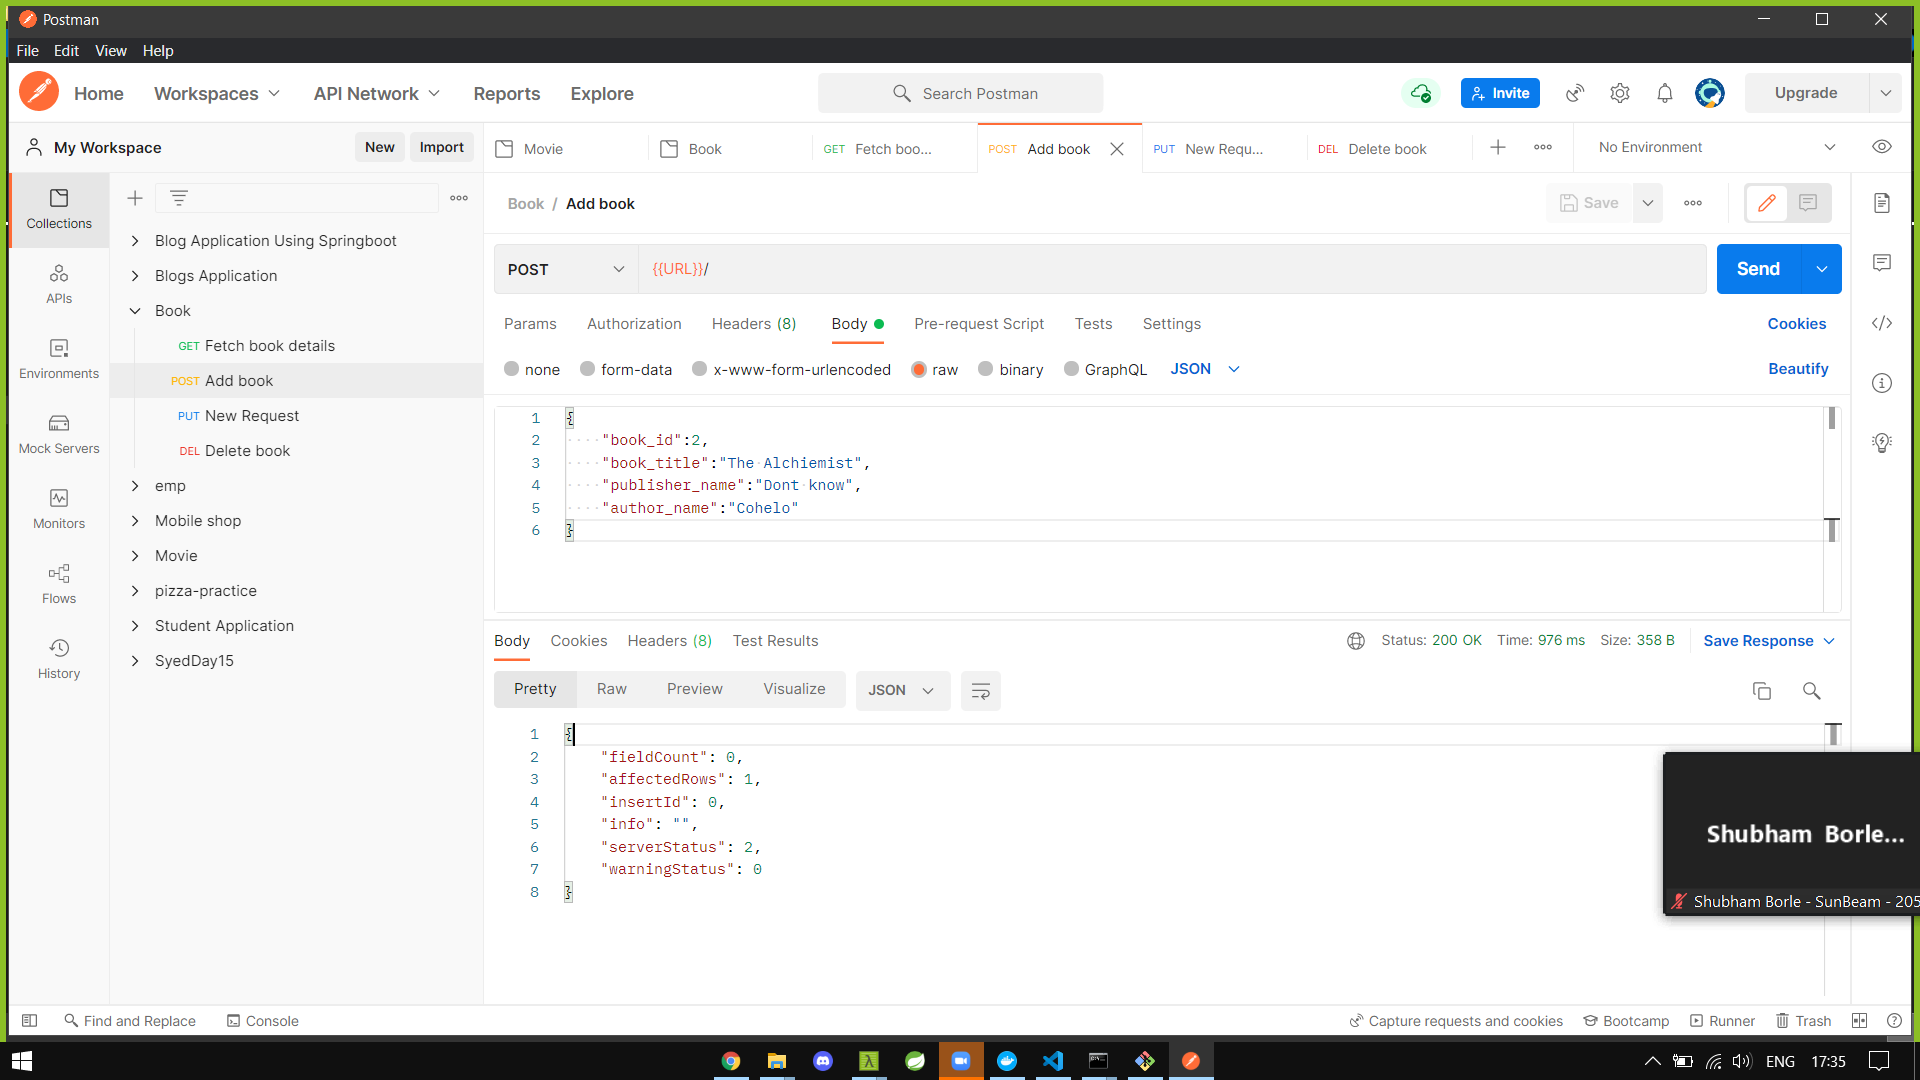 Postman
File Edit View Help
Home Workspaces API Network Reports Explore Search Postman Invite Upgrade
My Workspace New Import Movie Book GET Fetch boo... POST Add book PUT New Requ... DEL Delete book No Environment
Book / Add book Save
Collections
APIs
Environments
Mock Servers
Monitors
Flows
History
Blog Application Using Springboot
Blogs Application
Book
GET Fetch book details
POST Add book
PUT New Request
DEL Delete book
emp
Mobile shop
Movie
pizza-practice
Student Application
SyedDay15
POST {{URL}}/ Send
Params Authorization Headers (8) Body Pre-request Script Tests Settings Cookies
none form-data x-www-form-urlencoded raw binary GraphQL JSON Beautify
1 {
2 "book_id":2,
3 "book_title":"The Alchiemist",
4 "publisher_name":"Dont know",
5 "author_name":"Cohelo"
6 }
Body Cookies Headers (8) Test Results Status: 200 OK Time: 976 ms Size: 358 B Save Response
Pretty Raw Preview Visualize JSON
1 {
2 "fieldCount": 0,
3 "affectedRows": 1,
4 "insertId": 0,
5 "info": "",
6 "serverStatus": 2,
7 "warningStatus": 0
8 }
Shubham Borle...
Shubham Borle - SunBeam - 205
Find and Replace Console Capture requests and cookies Bootcamp Runner Trash
ENG 17:35